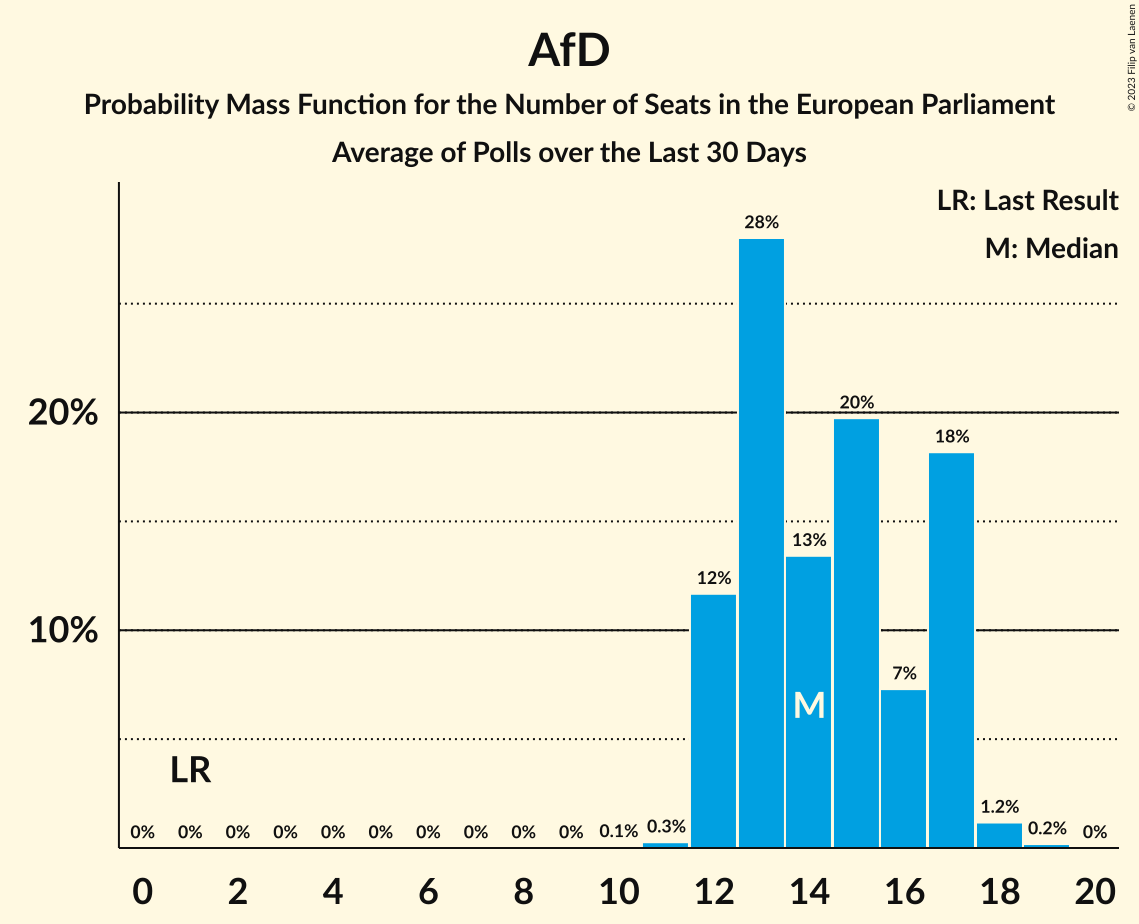 AfD
Probability Mass Function for the Number of Seats in the European Parliament
Average of Polls over the Last 30 Days
© 2023 Filip van Laenen
LR: Last Result
M: Median
28%
20%
20%
18%
13%
12%
10%
7%
M
LR
0% 0% 0% 0% 0% 0% 0% 0% 0% 0% 0.1% 0.3% 1.2% 0.2% 0%
0 2 4 6 8 10 12 14 16 18 20